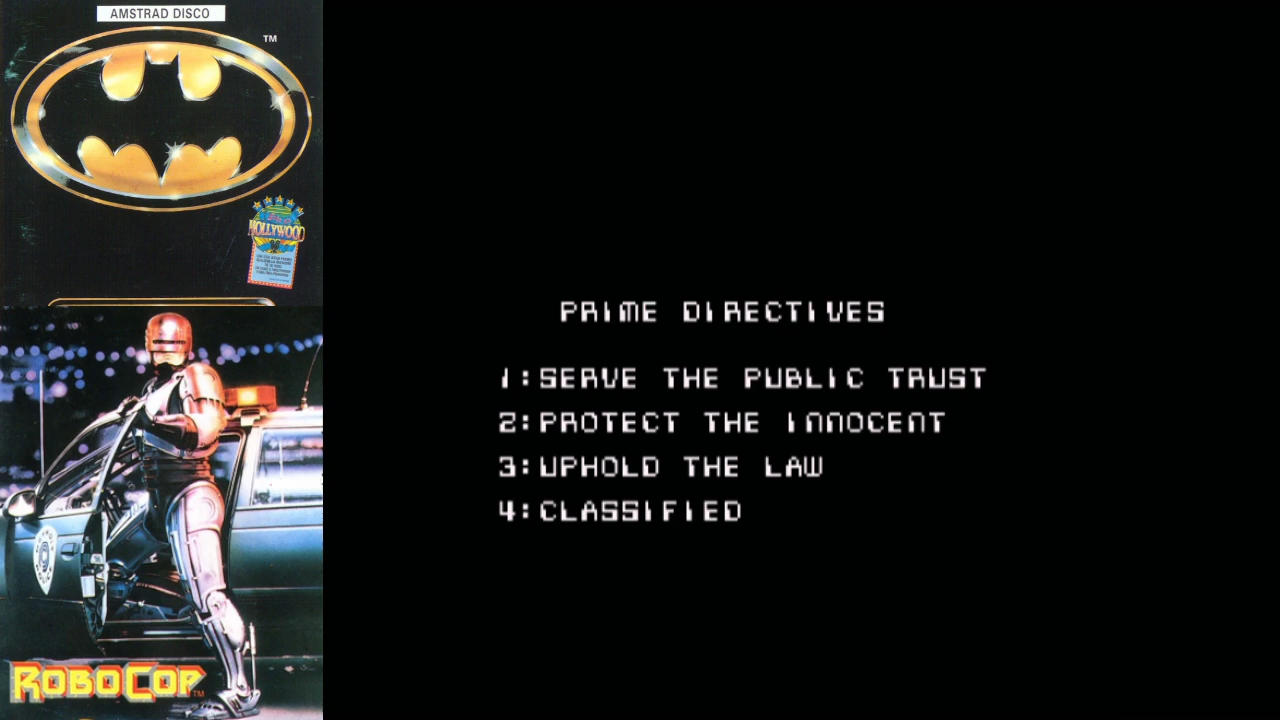 AMSTRAD DISCO
TM
HOLLYWOOD
ROBOCOP
TM
PRIME DIRECTIVES
1:SERVE THE PUBLIC TRUST
2:PROTECT THE INNOCENT
3:UPHOLD THE LAW
4:CLASSIFIED